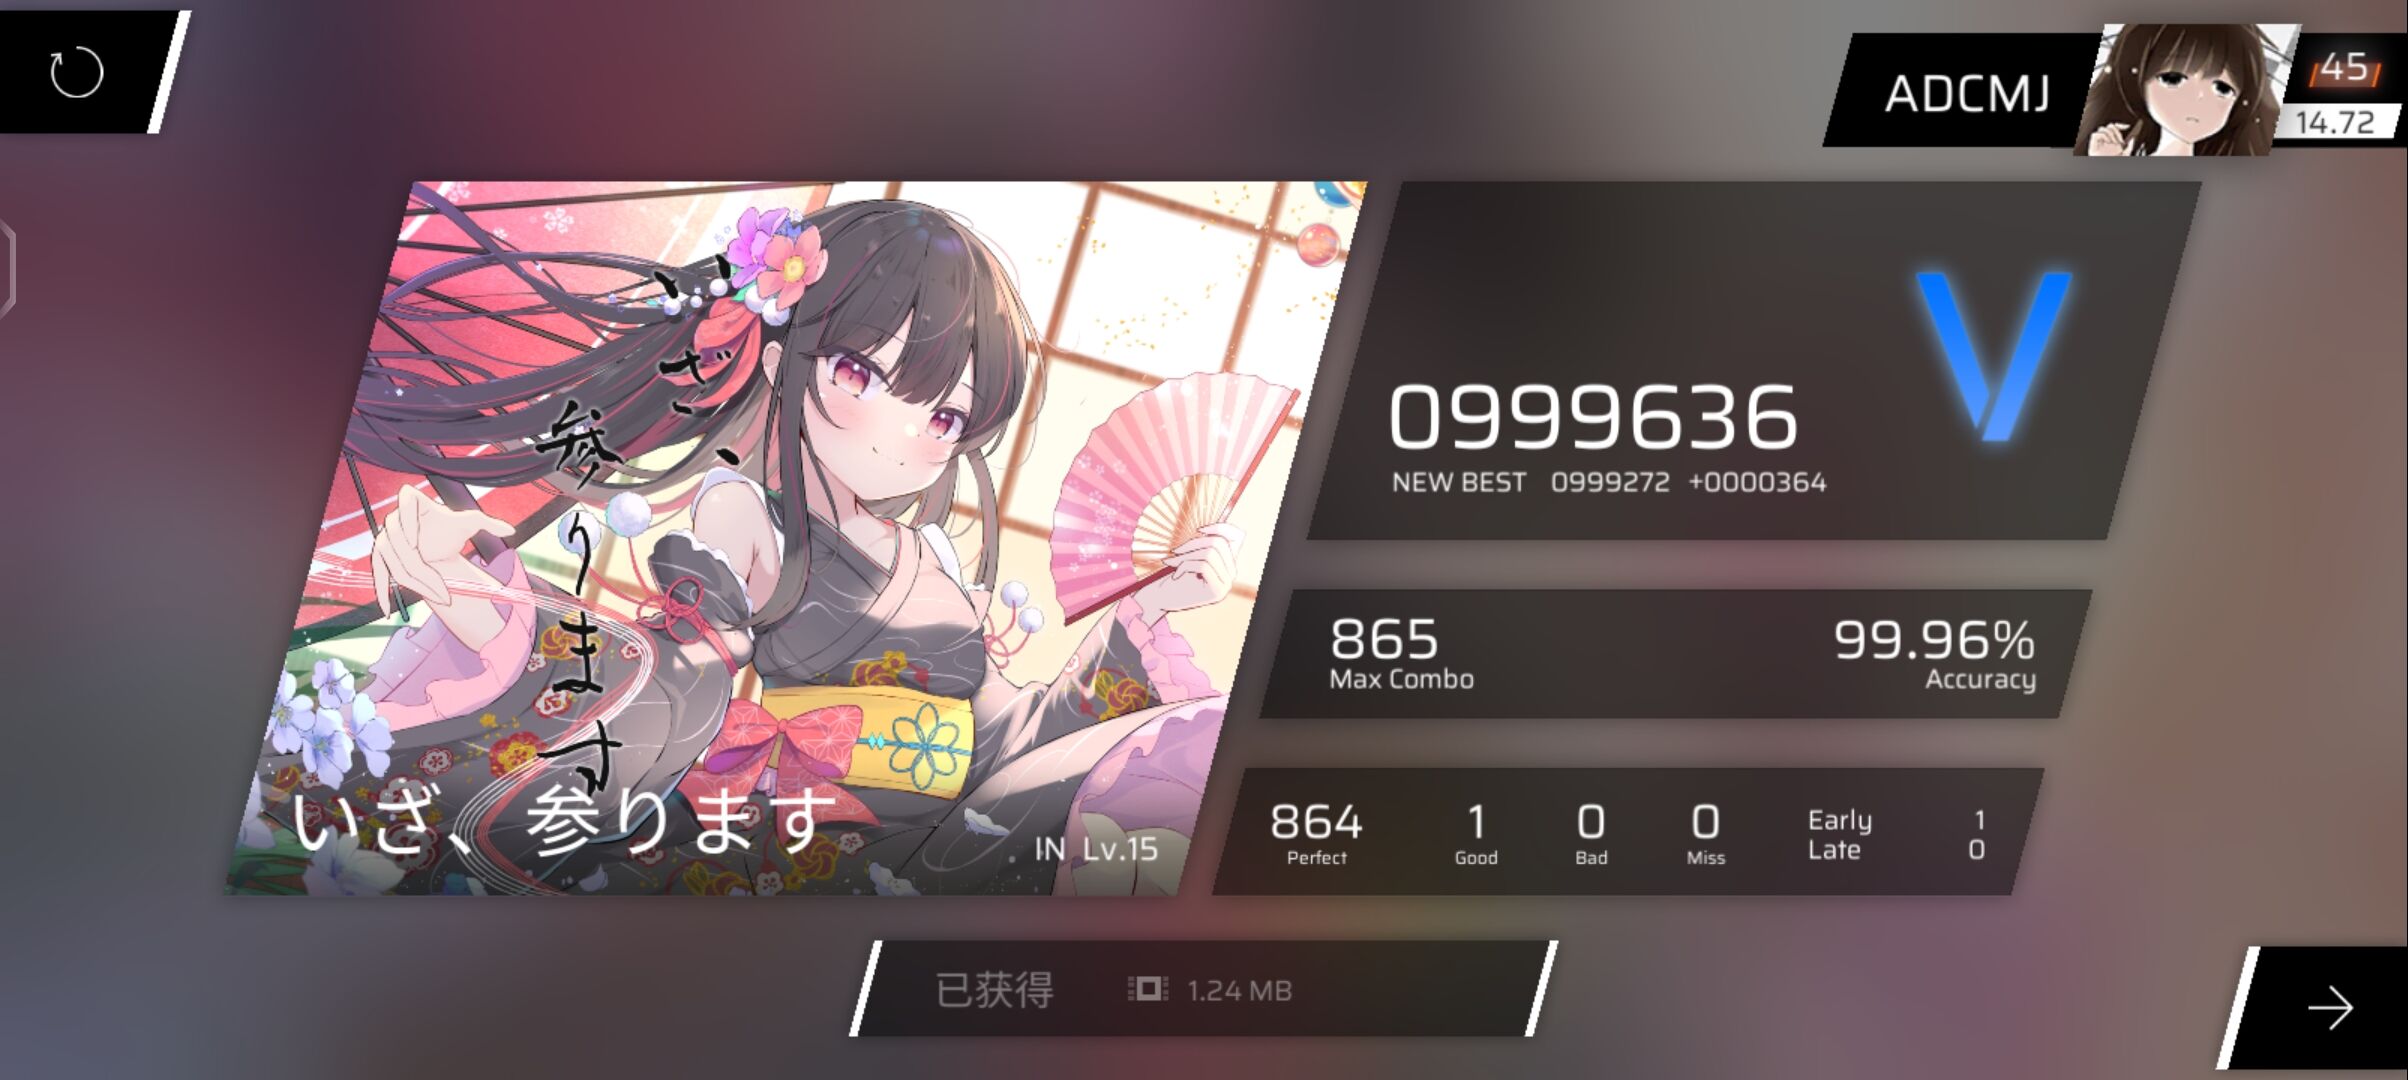 ADCMJ
45
14.72
いざ、
参ります
いざ、参ります
IN Lv.15
0999636
NEW BEST 0999272 +0000364
865
Max Combo
99.96%
Accuracy
864 1 0 0
Perfect Good Bad Miss
Early 1
Late 0
已获得 1.24 MB